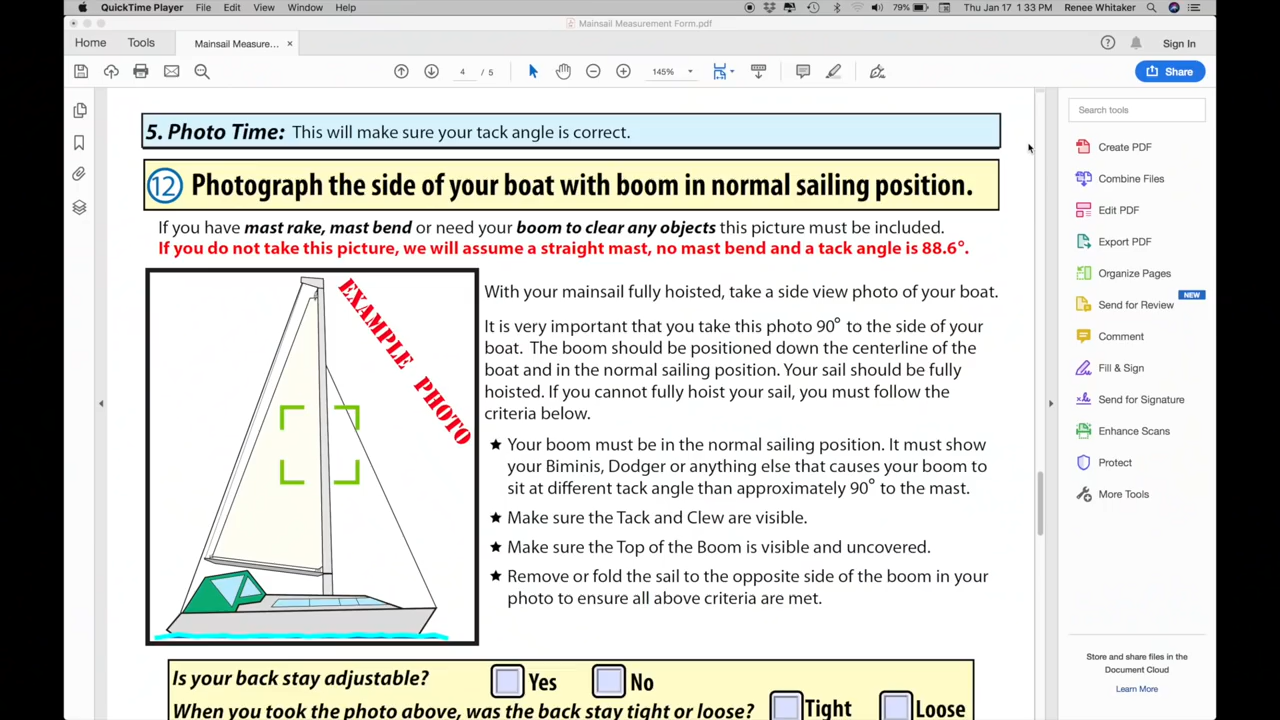 QuickTime Player File Edit View Window Help 79% Thu Jan 17 1:33 PM Renee Whitaker
Mainsail Measurement Form.pdf
Home Tools Mainsail Measure... × Sign In
4 / 5 145% Share
5. Photo Time: This will make sure your tack angle is correct.
12 Photograph the side of your boat with boom in normal sailing position.
If you have mast rake, mast bend or need your boom to clear any objects this picture must be included.
If you do not take this picture, we will assume a straight mast, no mast bend and a tack angle is 88.6°.
EXAMPLE PHOTO
With your mainsail fully hoisted, take a side view photo of your boat.
It is very important that you take this photo 90° to the side of your
boat. The boom should be positioned down the centerline of the
boat and in the normal sailing position. Your sail should be fully
hoisted. If you cannot fully hoist your sail, you must follow the
criteria below.
★ Your boom must be in the normal sailing position. It must show
your Biminis, Dodger or anything else that causes your boom to
sit at different tack angle than approximately 90° to the mast.
★ Make sure the Tack and Clew are visible.
★ Make sure the Top of the Boom is visible and uncovered.
★ Remove or fold the sail to the opposite side of the boom in your
photo to ensure all above criteria are met.
Is your back stay adjustable? Yes No
When you took the photo above, was the back stay tight or loose? Tight Loose
Search tools
Create PDF
Combine Files
Edit PDF
Export PDF
Organize Pages
Send for Review NEW
Comment
Fill & Sign
Send for Signature
Enhance Scans
Protect
More Tools
Store and share files in the
Document Cloud
Learn More